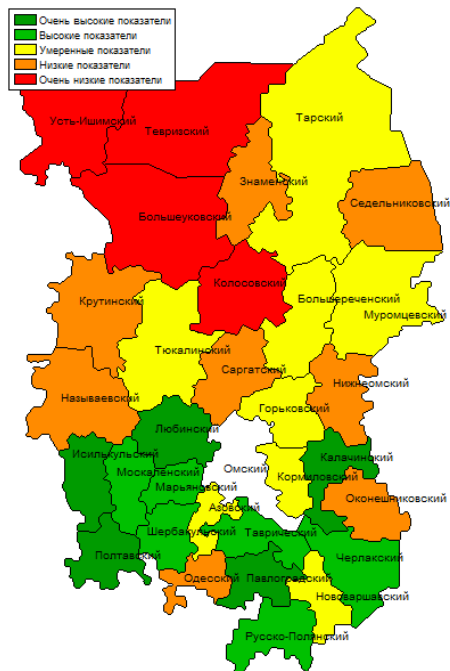 Очень высокие показатели
Высокие показатели
Умеренные показатели
Низкие показатели
Очень низкие показатели
Усть-Ишимский
Тевризский
Тарский
Знаменский
Седельниковский
Большеуковский
Колосовский
Крутинский
Большереченский
Муромцевский
Тюкалинский
Саргатский
Нижнеомский
Называевский
Горьковский
Любинский
Исилькульский
Калачинский
Москаленский
Омский
Кормиловский
Марьяновский
Оконешниковский
Азовский
Шербакульский
Таврический
Полтавский
Черлакский
Одесский
Павлоградский
Нововаршавский
Русско-Полянский